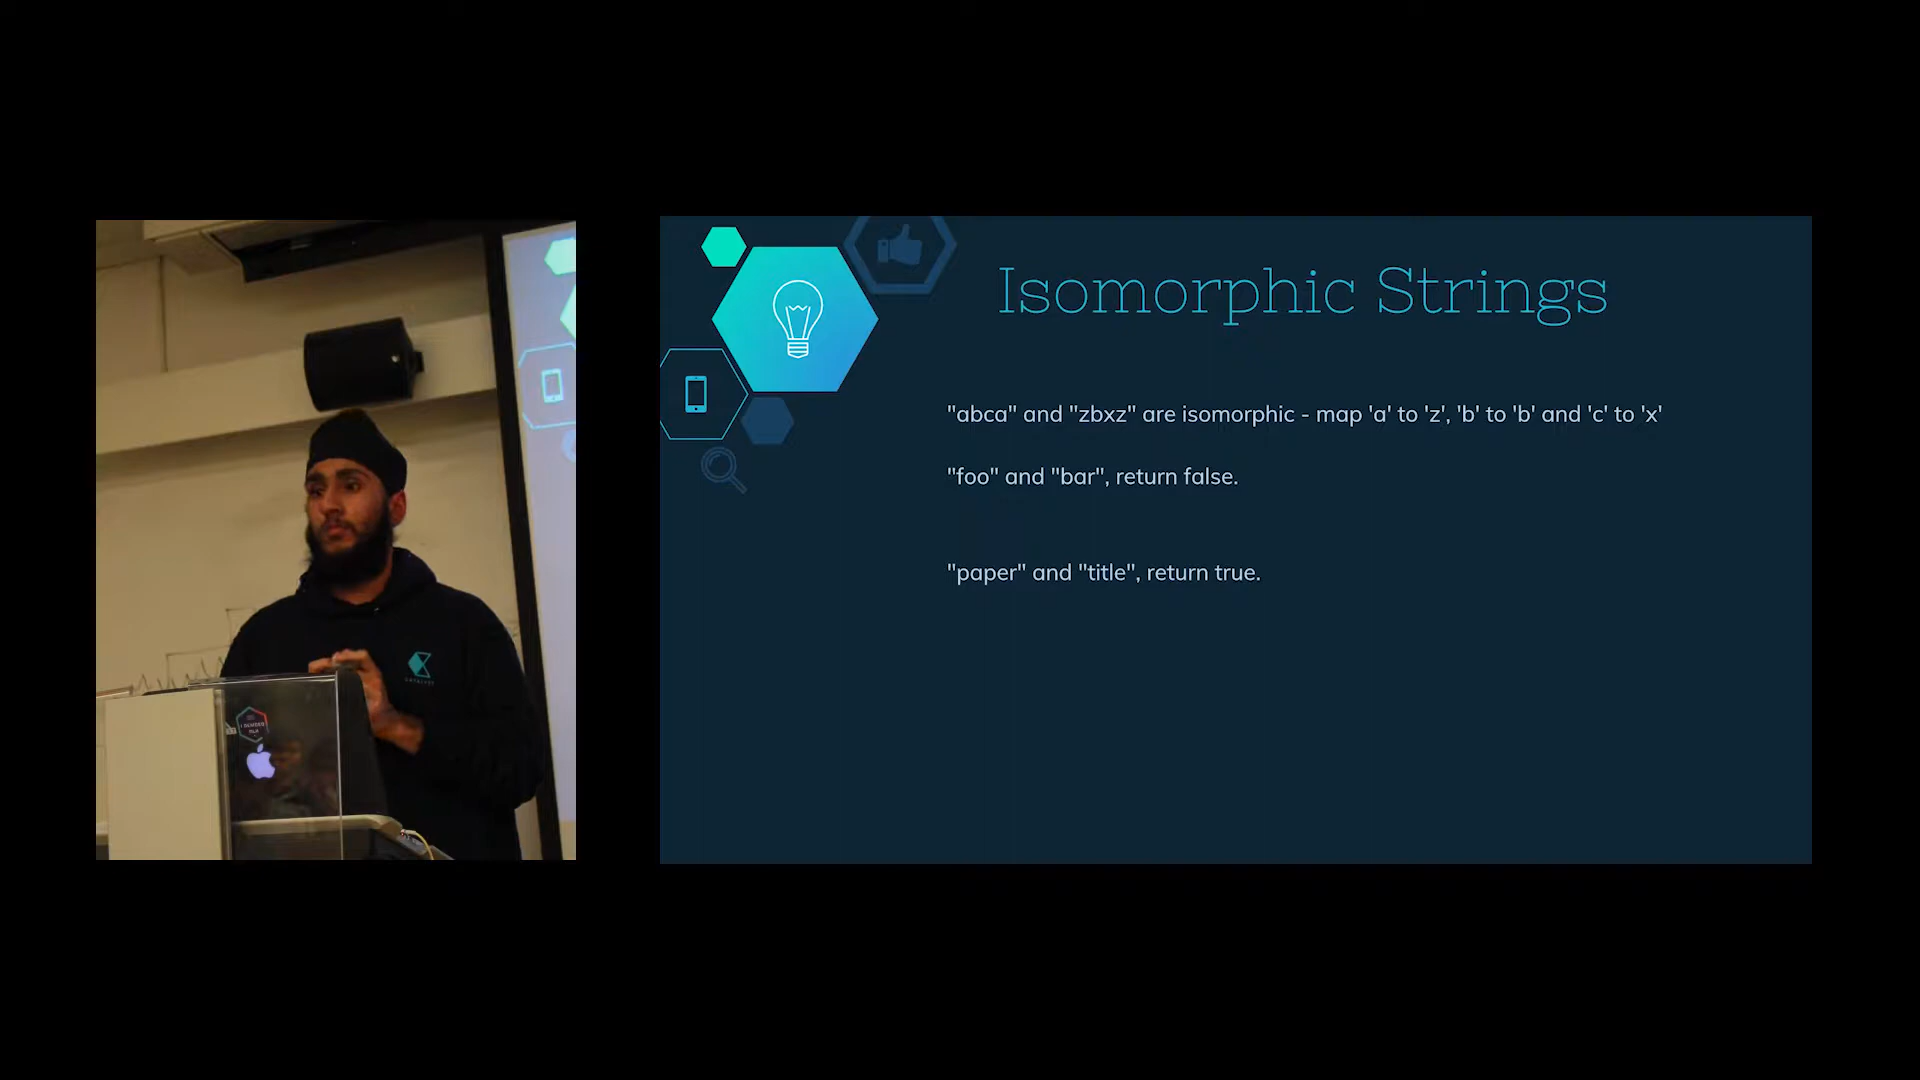 Isomorphic Strings
"abca" and "zbxz" are isomorphic - map 'a' to 'z', 'b' to 'b' and 'c' to 'x'
"foo" and "bar", return false.
"paper" and "title", return true.
CATALYST